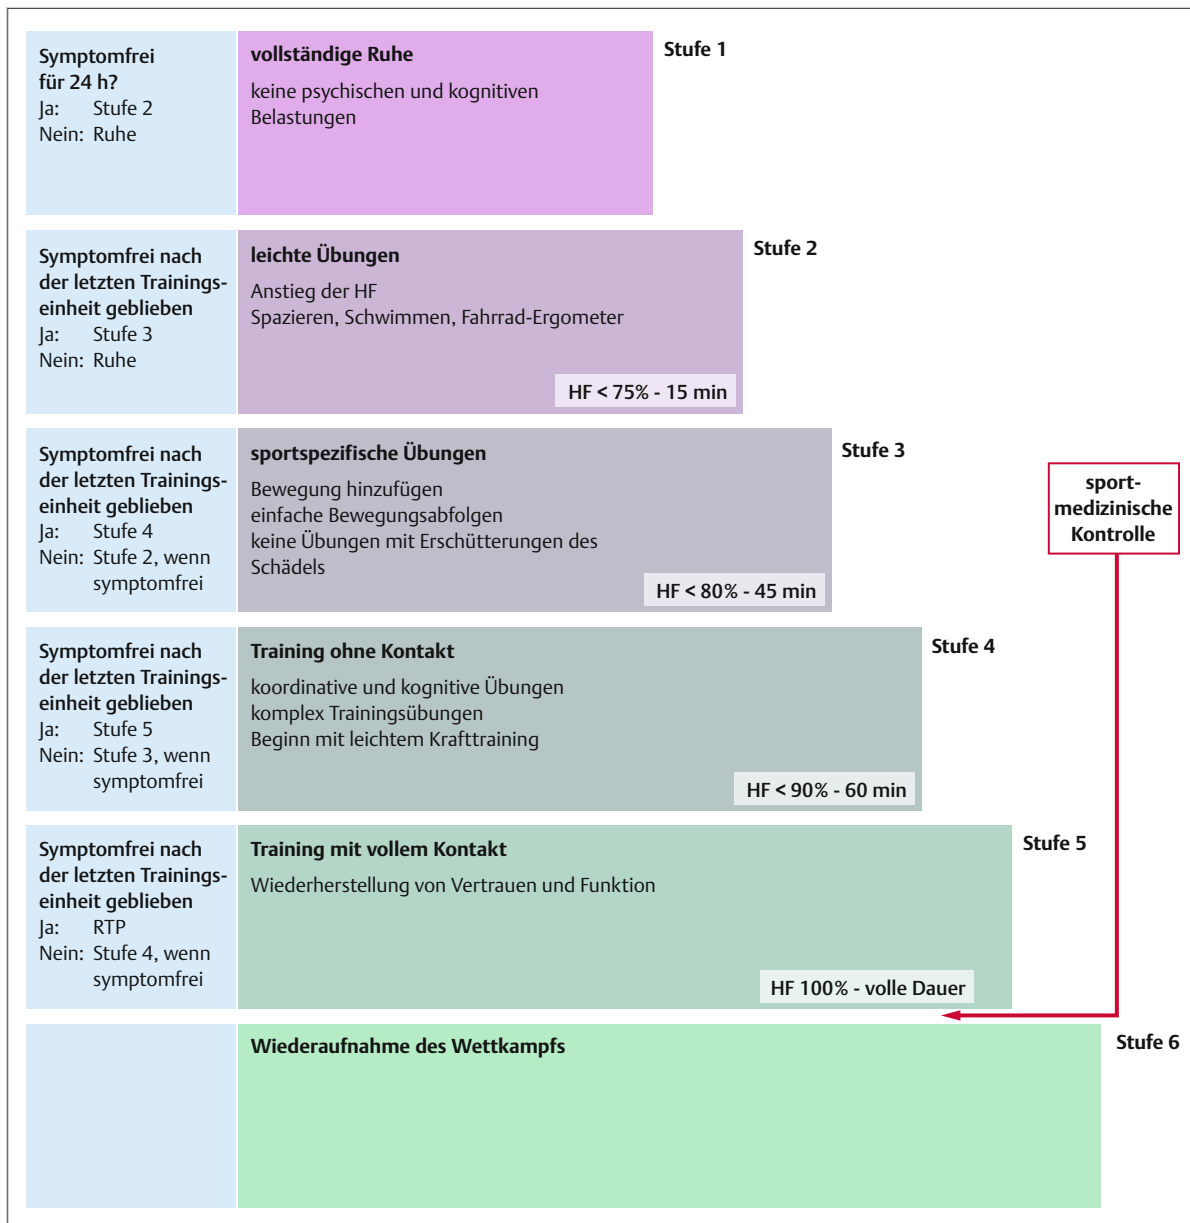 Symptomfrei
für 24 h?
Ja: Stufe 2
Nein: Ruhe
vollständige Ruhe
keine psychischen und kognitiven
Belastungen
Stufe 1
Symptomfrei nach
der letzten Trainings-
einheit geblieben
Ja: Stufe 3
Nein: Ruhe
leichte Übungen
Anstieg der HF
Spazieren, Schwimmen, Fahrrad-Ergometer
HF < 75% - 15 min
Stufe 2
Symptomfrei nach
der letzten Trainings-
einheit geblieben
Ja: Stufe 4
Nein: Stufe 2, wenn
symptomfrei
sportspezifische Übungen
Bewegung hinzufügen
einfache Bewegungsabfolgen
keine Übungen mit Erschütterungen des
Schädels
HF < 80% - 45 min
Stufe 3
sport-
medizinische
Kontrolle
Symptomfrei nach
der letzten Trainings-
einheit geblieben
Ja: Stufe 5
Nein: Stufe 3, wenn
symptomfrei
Training ohne Kontakt
koordinative und kognitive Übungen
komplex Trainingsübungen
Beginn mit leichtem Krafttraining
HF < 90% - 60 min
Stufe 4
Symptomfrei nach
der letzten Trainings-
einheit geblieben
Ja: RTP
Nein: Stufe 4, wenn
symptomfrei
Training mit vollem Kontakt
Wiederherstellung von Vertrauen und Funktion
HF 100% - volle Dauer
Stufe 5
Wiederaufnahme des Wettkampfs
Stufe 6